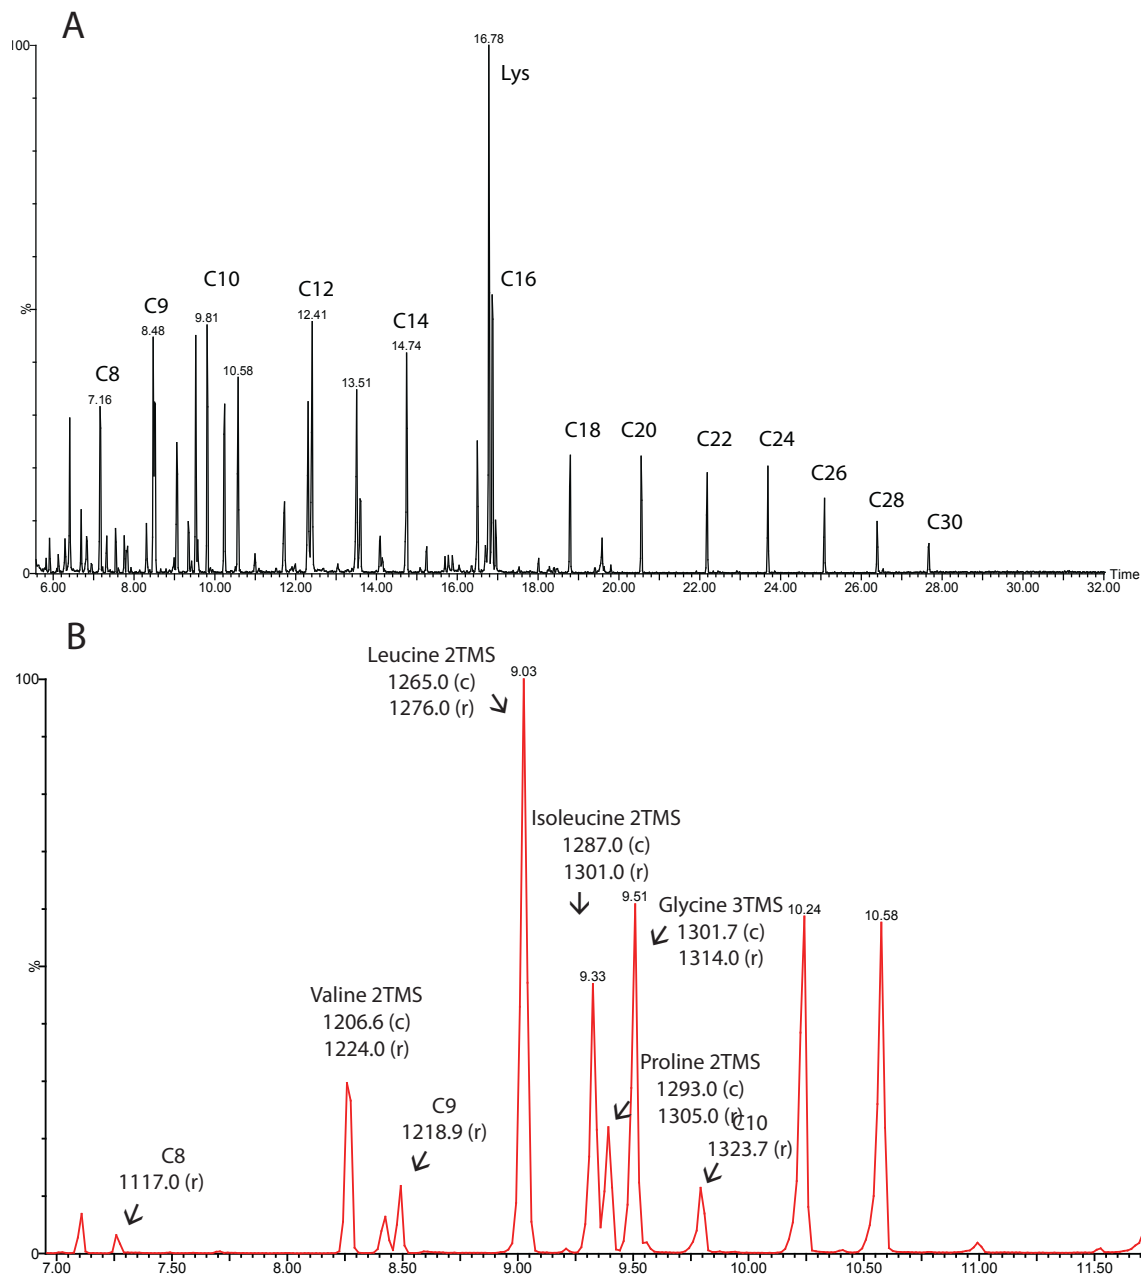 A
100
16.78
Lys
C16
C10
C12
C9
9.81
12.41
%
8.48
C14
14.74
C8
10.58
13.51
7.16
C18
C20
C22
C24
C26
C28
C30
0
6.00 8.00 10.00 12.00 14.00 16.00 18.00 20.00 22.00 24.00 26.00 28.00 30.00 32.00
Time
B
Leucine 2TMS
1265.0 (c)
1276.0 (r)
100
9.03
Isoleucine 2TMS
1287.0 (c)
1301.0 (r)
9.51
Glycine 3TMS
1301.7 (c)
1314.0 (r)
10.24
10.58
%
9.33
Valine 2TMS
1206.6 (c)
1224.0 (r)
Proline 2TMS
1293.0 (c)
1305.0 (r)
C10
1323.7 (r)
C9
1218.9 (r)
C8
1117.0 (r)
0
7.00 7.50 8.00 8.50 9.00 9.50 10.00 10.50 11.00 11.50